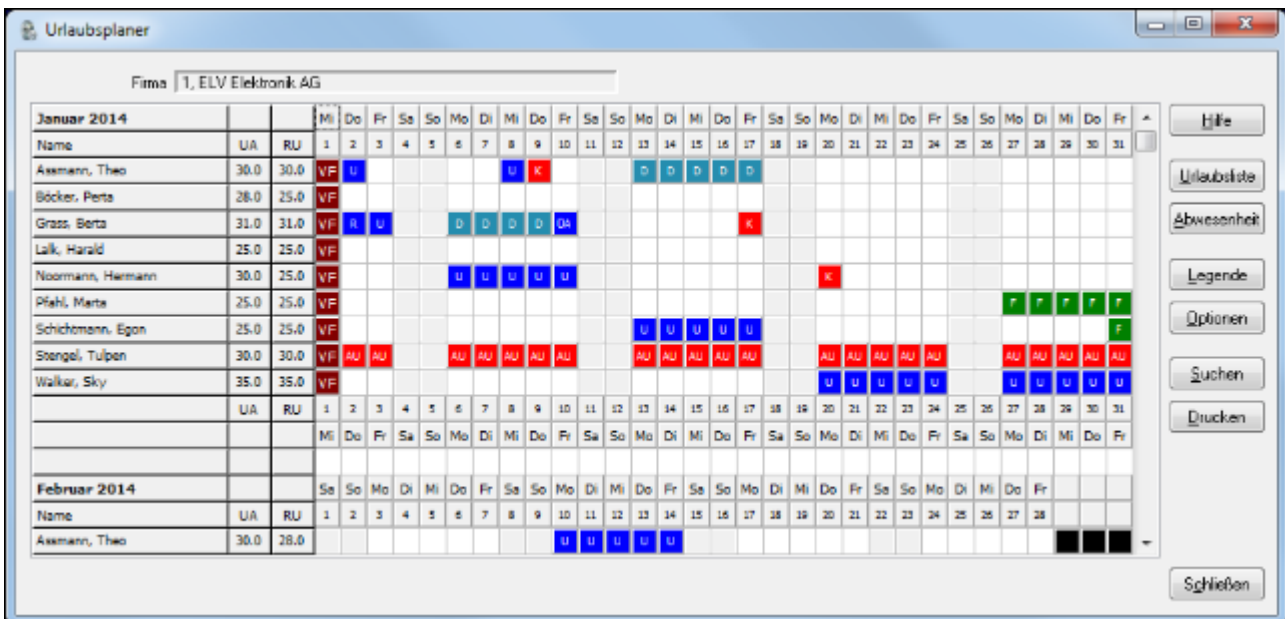 Urlaubsplaner
Firma 1, ELV Elektronik AG
Januar 2014 Mi Do Fr Sa So Mo Di Mi Do Fr Sa So Mo Di Mi Do Fr Sa So Mo Di Mi Do Fr Sa So Mo Di Mi Do Fr
Name UA RU 1 2 3 4 5 6 7 8 9 10 11 12 13 14 15 16 17 18 19 20 21 22 23 24 25 26 27 28 29 30 31
Assmann, Theo 30.0 30.0 VF U U K D D D D D
Böcker, Perta 28.0 25.0 VF
Grass, Berta 31.0 31.0 VF R U D D D D OA K
Lalk, Harald 25.0 25.0 VF
Noormann, Hermann 30.0 25.0 VF U U U U U K
Pfahl, Marta 25.0 25.0 VF F F F F F
Schichtmann, Egon 25.0 25.0 VF U U U U U F
Stengel, Tulpen 30.0 30.0 VF AU AU AU AU AU AU AU AU AU AU AU AU AU AU AU AU AU AU AU AU AU AU
Walker, Sky 35.0 35.0 VF U U U U U U U U U U
UA RU 1 2 3 4 5 6 7 8 9 10 11 12 13 14 15 16 17 18 19 20 21 22 23 24 25 26 27 28 29 30 31
Mi Do Fr Sa So Mo Di Mi Do Fr Sa So Mo Di Mi Do Fr Sa So Mo Di Mi Do Fr Sa So Mo Di Mi Do Fr
Februar 2014 Sa So Mo Di Mi Do Fr Sa So Mo Di Mi Do Fr Sa So Mo Di Mi Do Fr Sa So Mo Di Mi Do Fr
Name UA RU 1 2 3 4 5 6 7 8 9 10 11 12 13 14 15 16 17 18 19 20 21 22 23 24 25 26 27 28
Assmann, Theo 30.0 28.0 U U U U U
Hilfe
Urlaubsliste
Abwesenheit
Legende
Optionen
Suchen
Drucken
Schließen